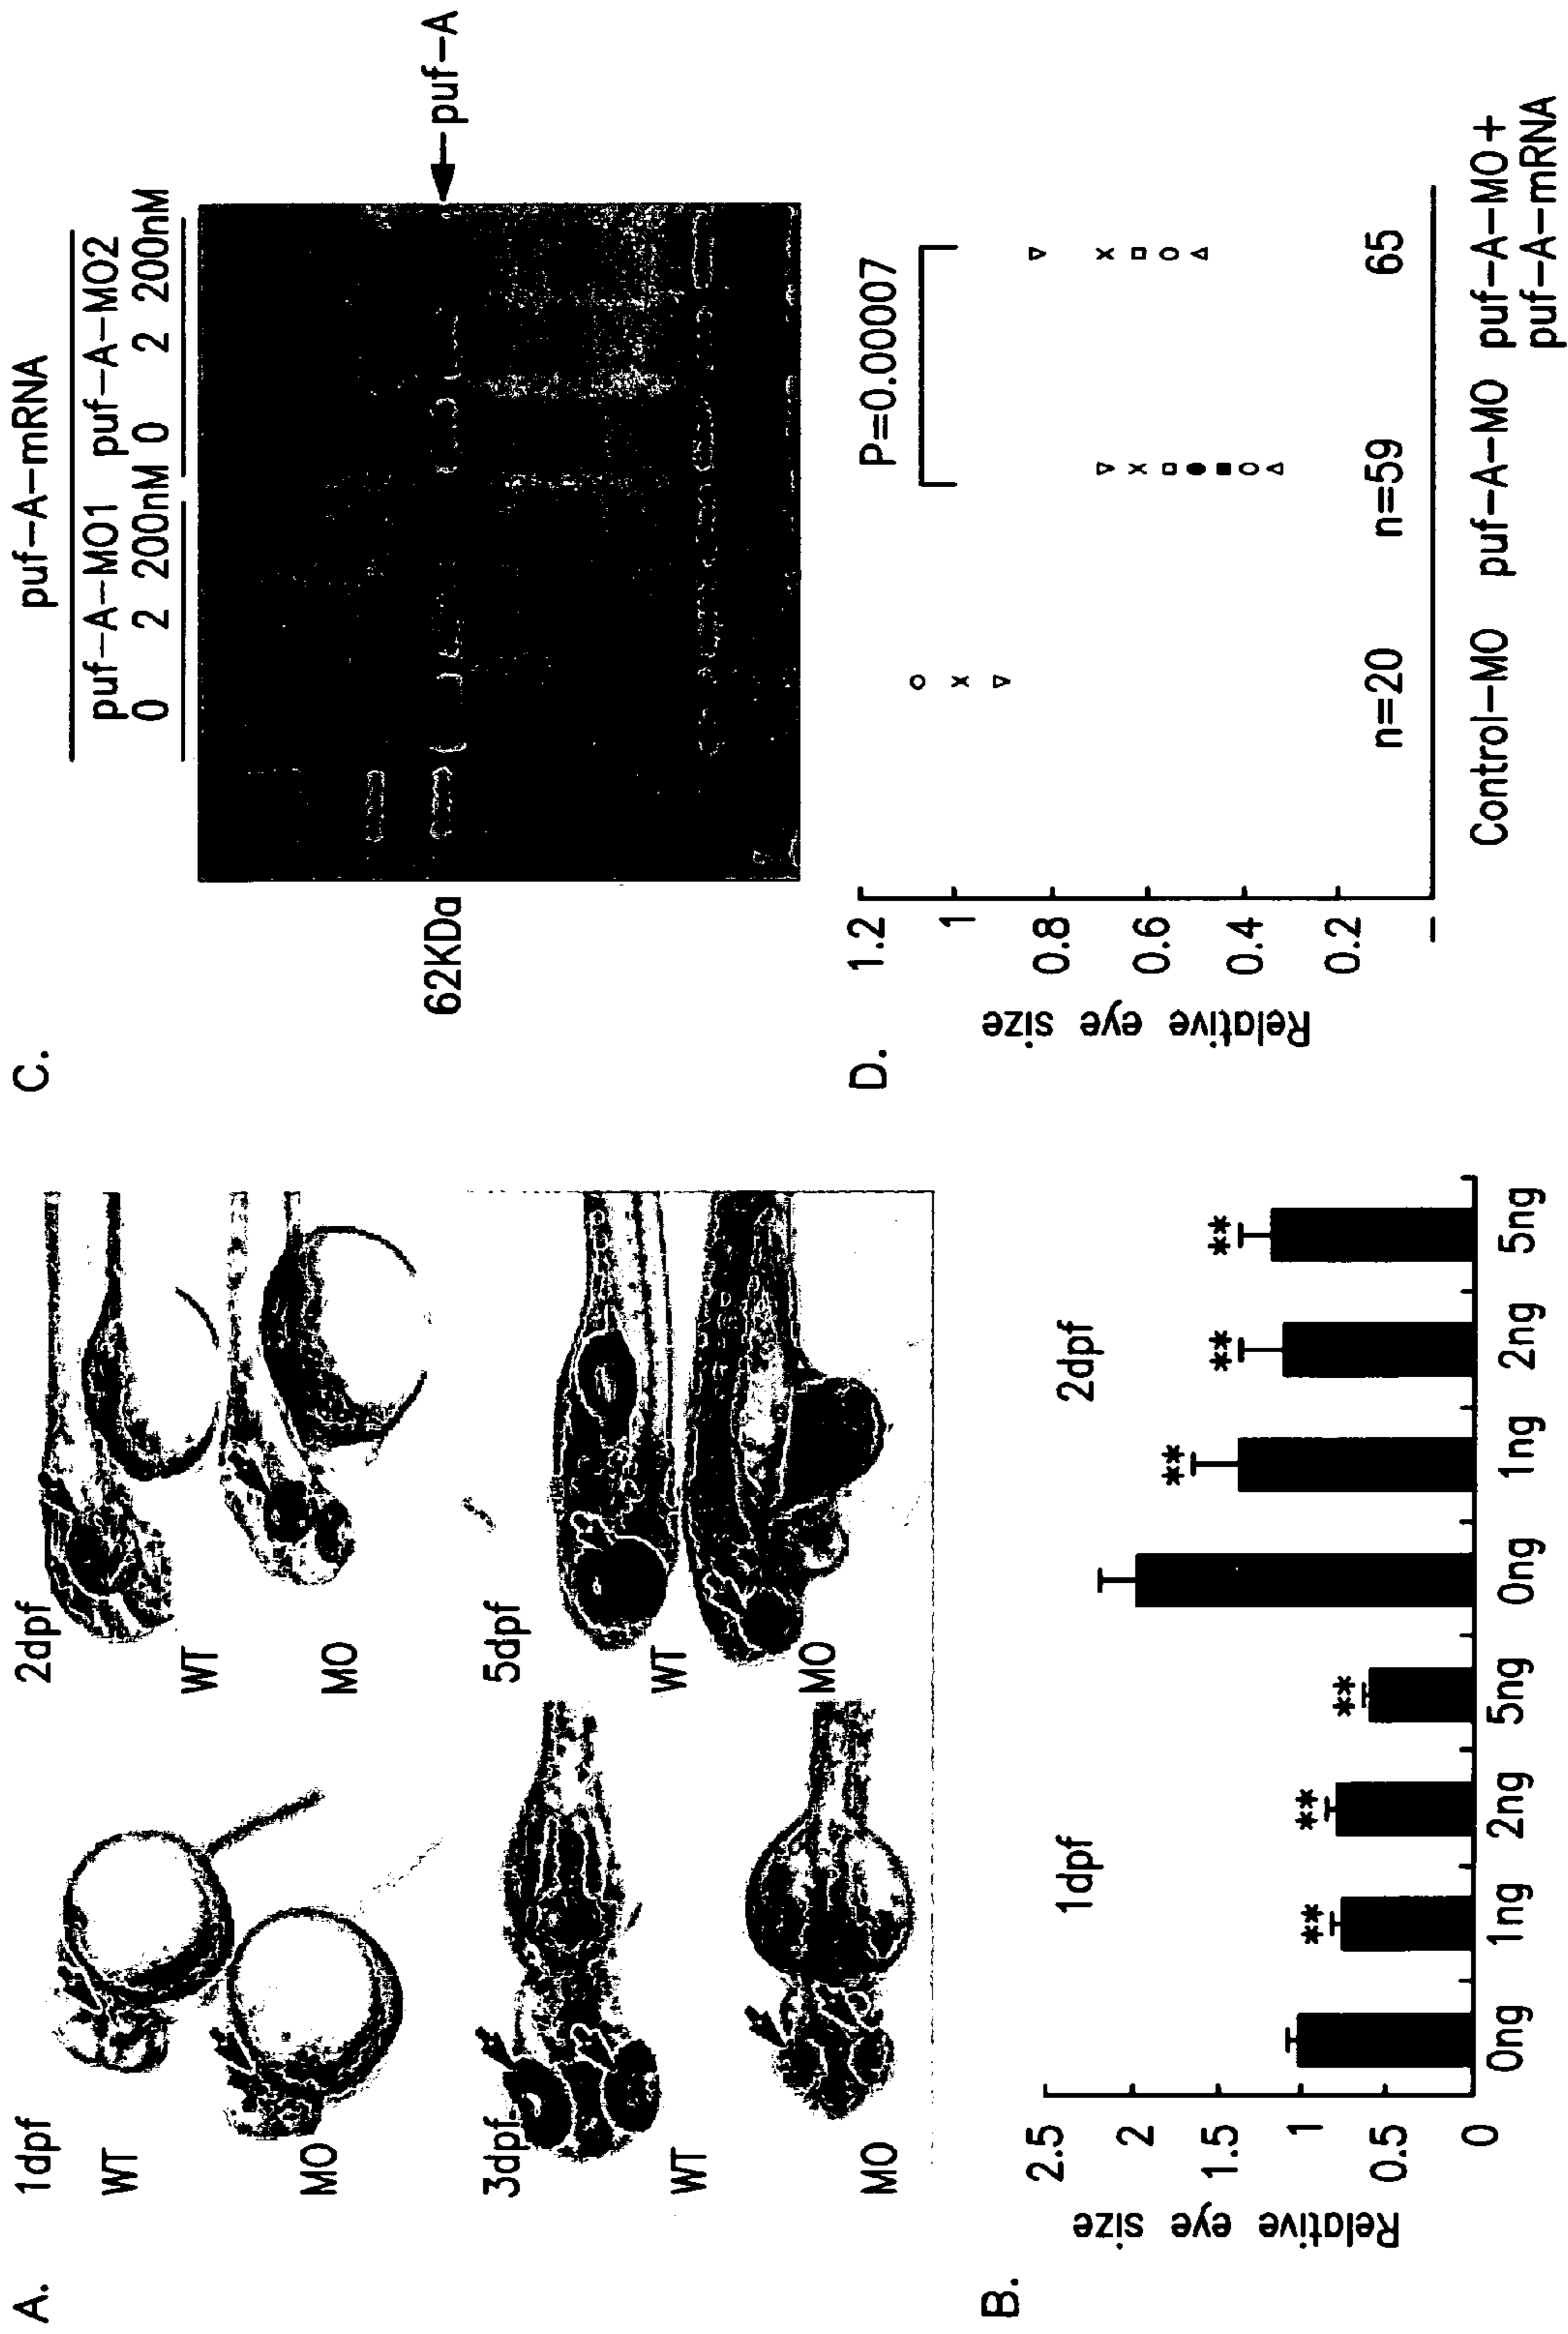 A.
1dpf
WT
MO
2dpf
WT
MO
3dpf
WT
MO
5dpf
WT
MO
B.
Relative eye size
2.5
2
1.5
1
0.5
0
1dpf
2dpf
** ** ** ** ** **
0ng 1ng 2ng 5ng 0ng 1ng 2ng 5ng
C.
puf-A-mRNA
puf-A-MO1 puf-A-MO2
0 2 200nM 0 2 200nM
62KDa
puf-A
D.
Relative eye size
1.2
1
0.8
0.6
0.4
0.2
–
P=0.00007
n=20 n=59 65
Control-MO puf-A-MO puf-A-MO+
puf-A-mRNA